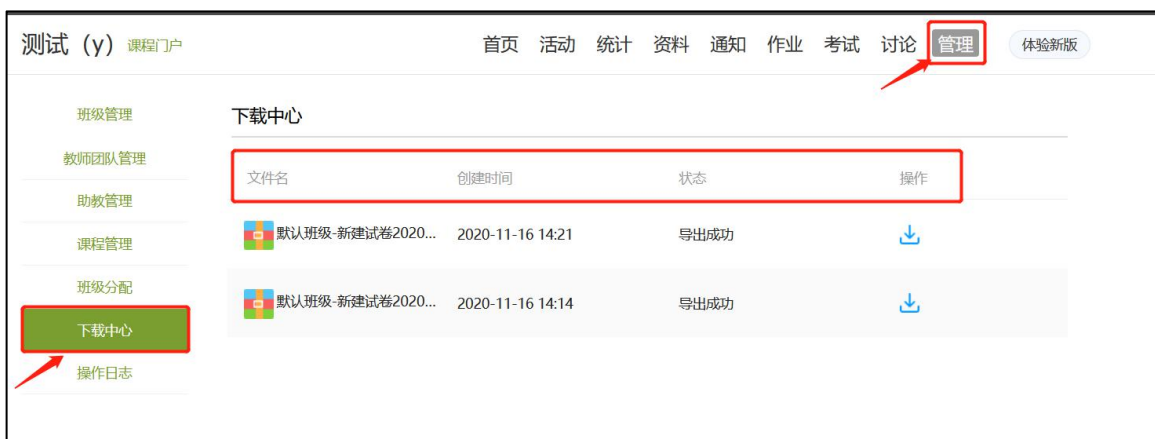 测试（y） 课程门户 首页 活动 统计 资料 通知 作业 考试 讨论 管理 体验新版
班级管理
教师团队管理
助教管理
课程管理
班级分配
下载中心
操作日志
下载中心
文件名 创建时间 状态 操作
默认班级-新建试卷2020... 2020-11-16 14:21 导出成功
默认班级-新建试卷2020... 2020-11-16 14:14 导出成功